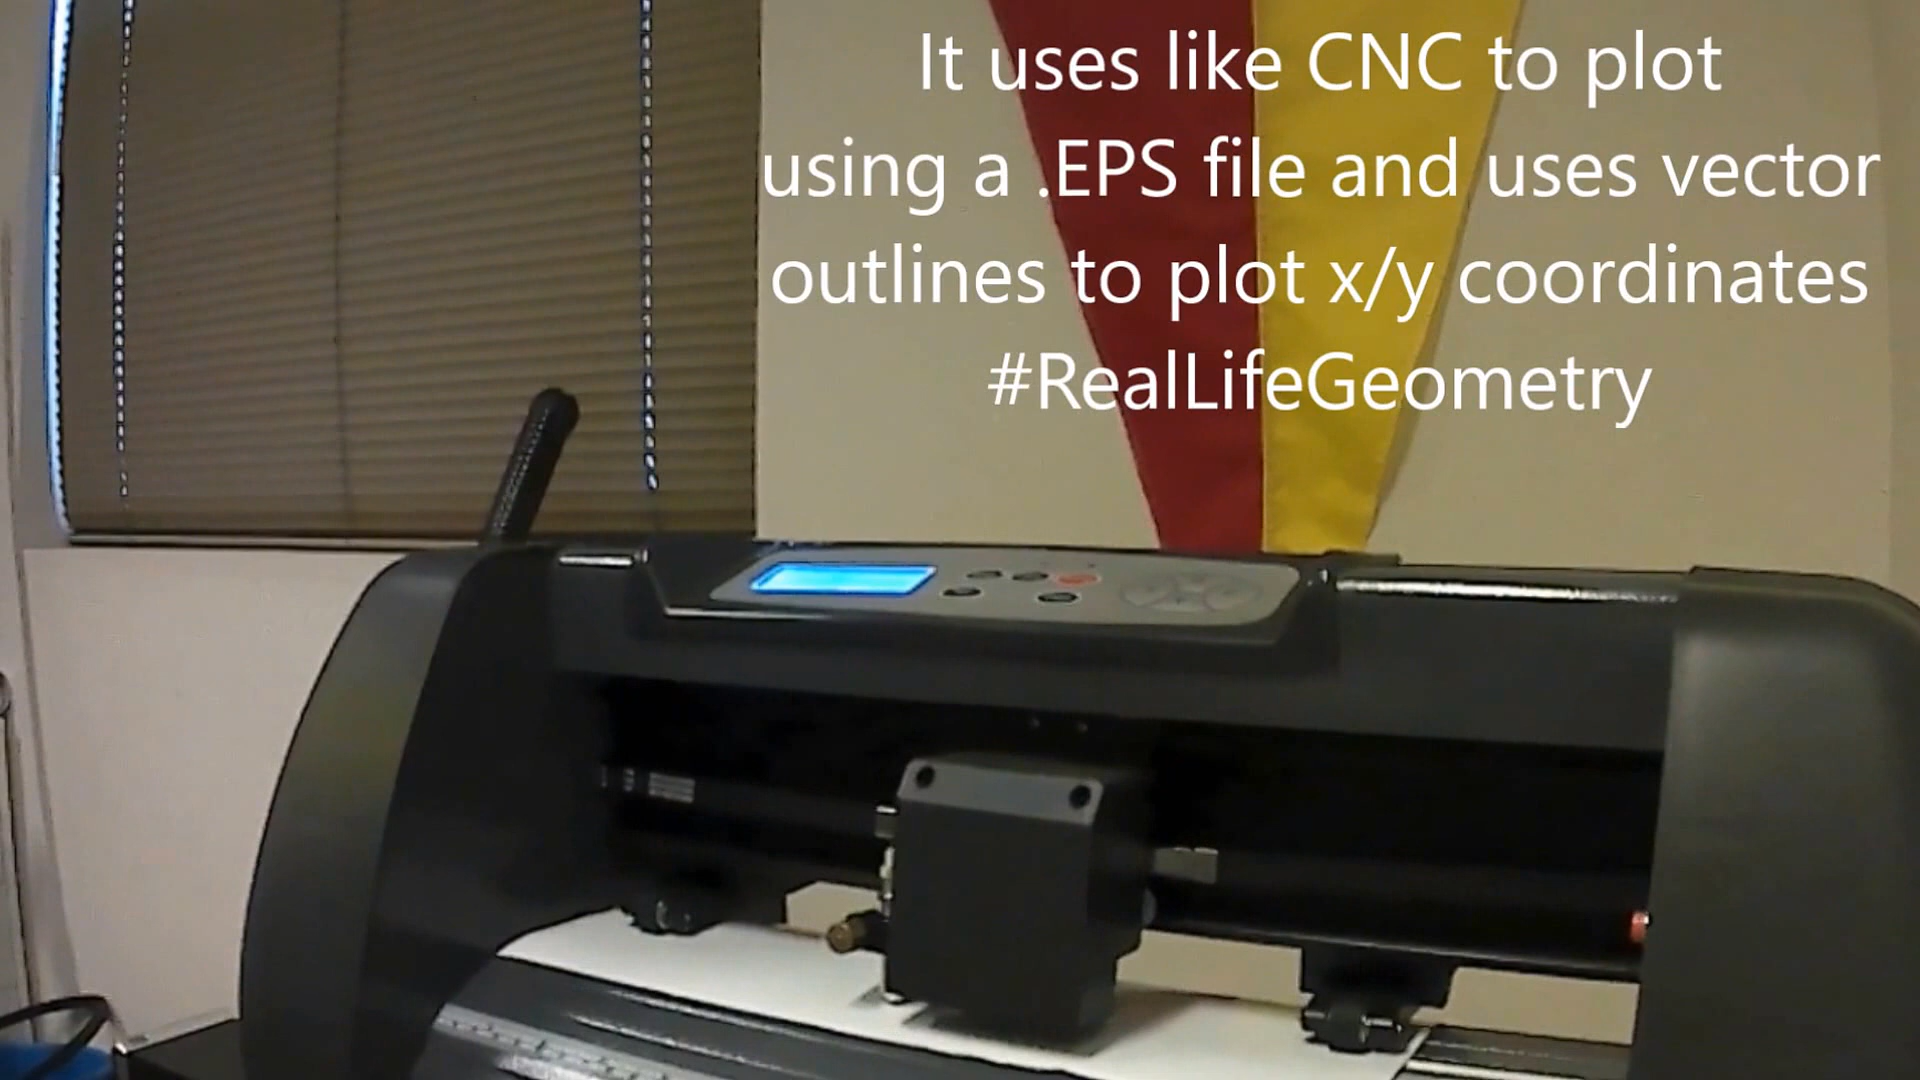 It uses like CNC to plot
using a .EPS file and uses vector
outlines to plot x/y coordinates
#RealLifeGeometry